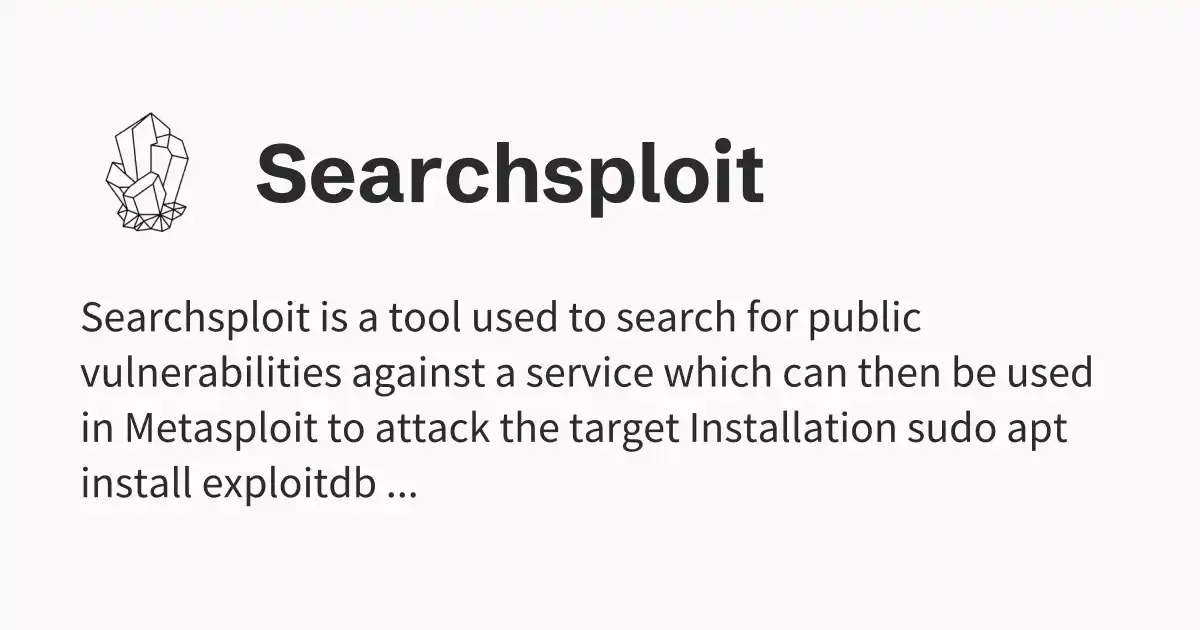 Searchsploit
Searchsploit is a tool used to search for public
vulnerabilities against a service which can then be used
in Metasploit to attack the target Installation sudo apt
install exploitdb ...